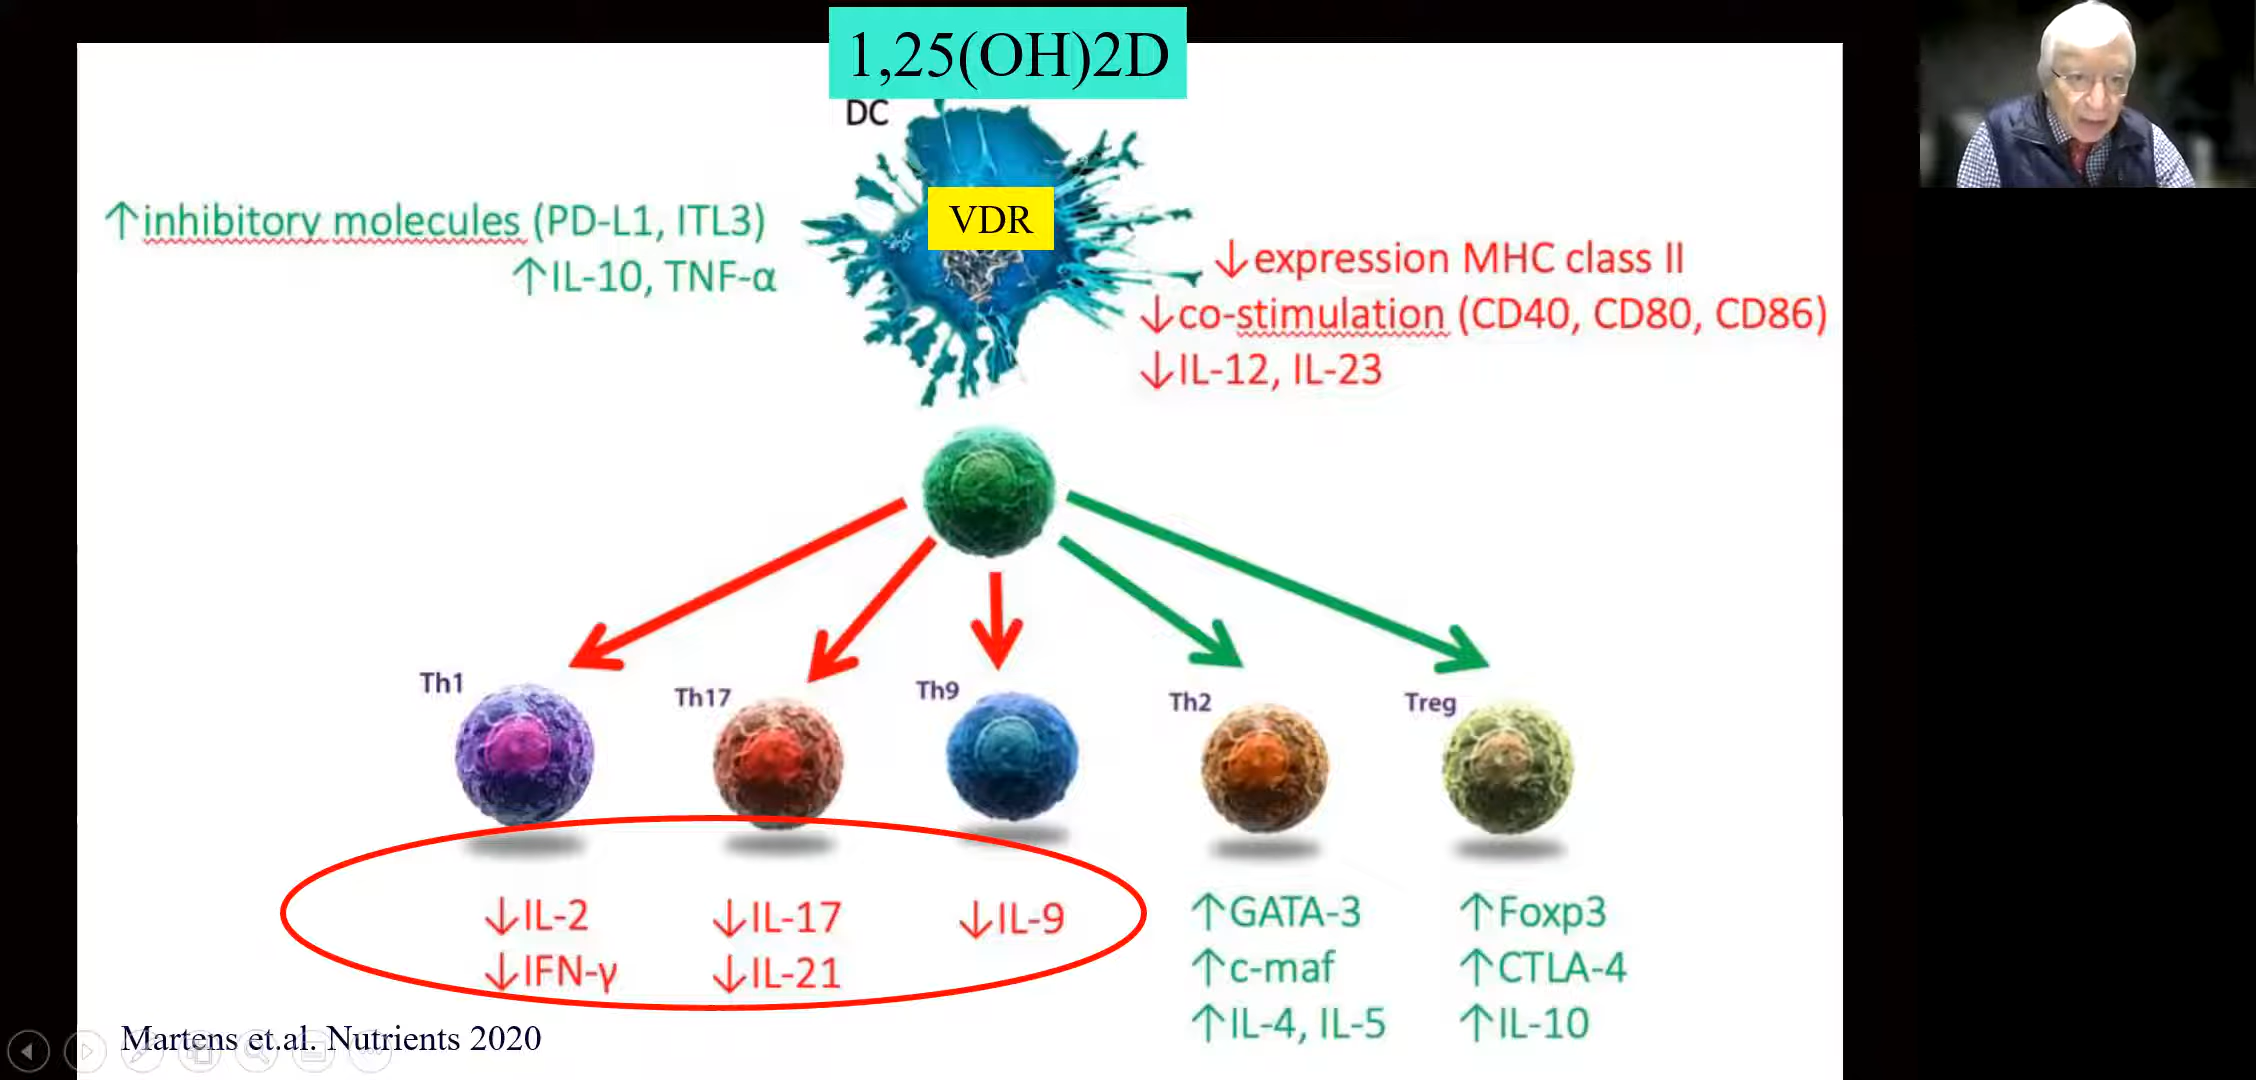 1,25(OH)2D
DC
VDR
↑inhibitory molecules (PD-L1, ITL3)
↑IL-10, TNF-α
↓expression MHC class II
↓co-stimulation (CD40, CD80, CD86)
↓IL-12, IL-23
Th1
Th17
Th9
Th2
Treg
↓IL-2
↓IFN-γ
↓IL-17
↓IL-21
↓IL-9
↑GATA-3
↑c-maf
↑IL-4, IL-5
↑Foxp3
↑CTLA-4
↑IL-10
Martens et.al. Nutrients 2020